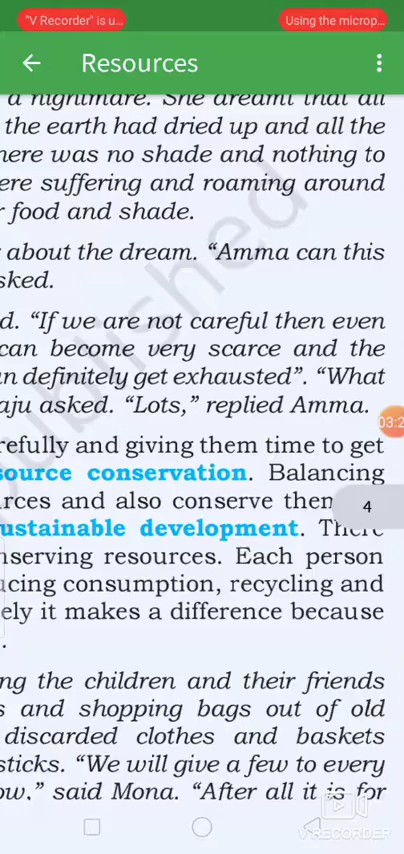 "V Recorder" is u...
Using the microp...
Resources
a nightmare. She dreamt that all
the earth had dried up and all the
here was no shade and nothing to
ere suffering and roaming around
r food and shade.
about the dream. “Amma can this
sked.
d. “If we are not careful then even
can become very scarce and the
n definitely get exhausted”. “What
aju asked. “Lots,” replied Amma.
03:2
refully and giving them time to get
source conservation. Balancing
rces and also conserve them
4
ustainable development. There
nserving resources. Each person
ucing consumption, recycling and
ely it makes a difference because
.
ng the children and their friends
s and shopping bags out of old
discarded clothes and baskets
sticks. “We will give a few to every
ow,” said Mona. “After all it is for
V RECORDER
published